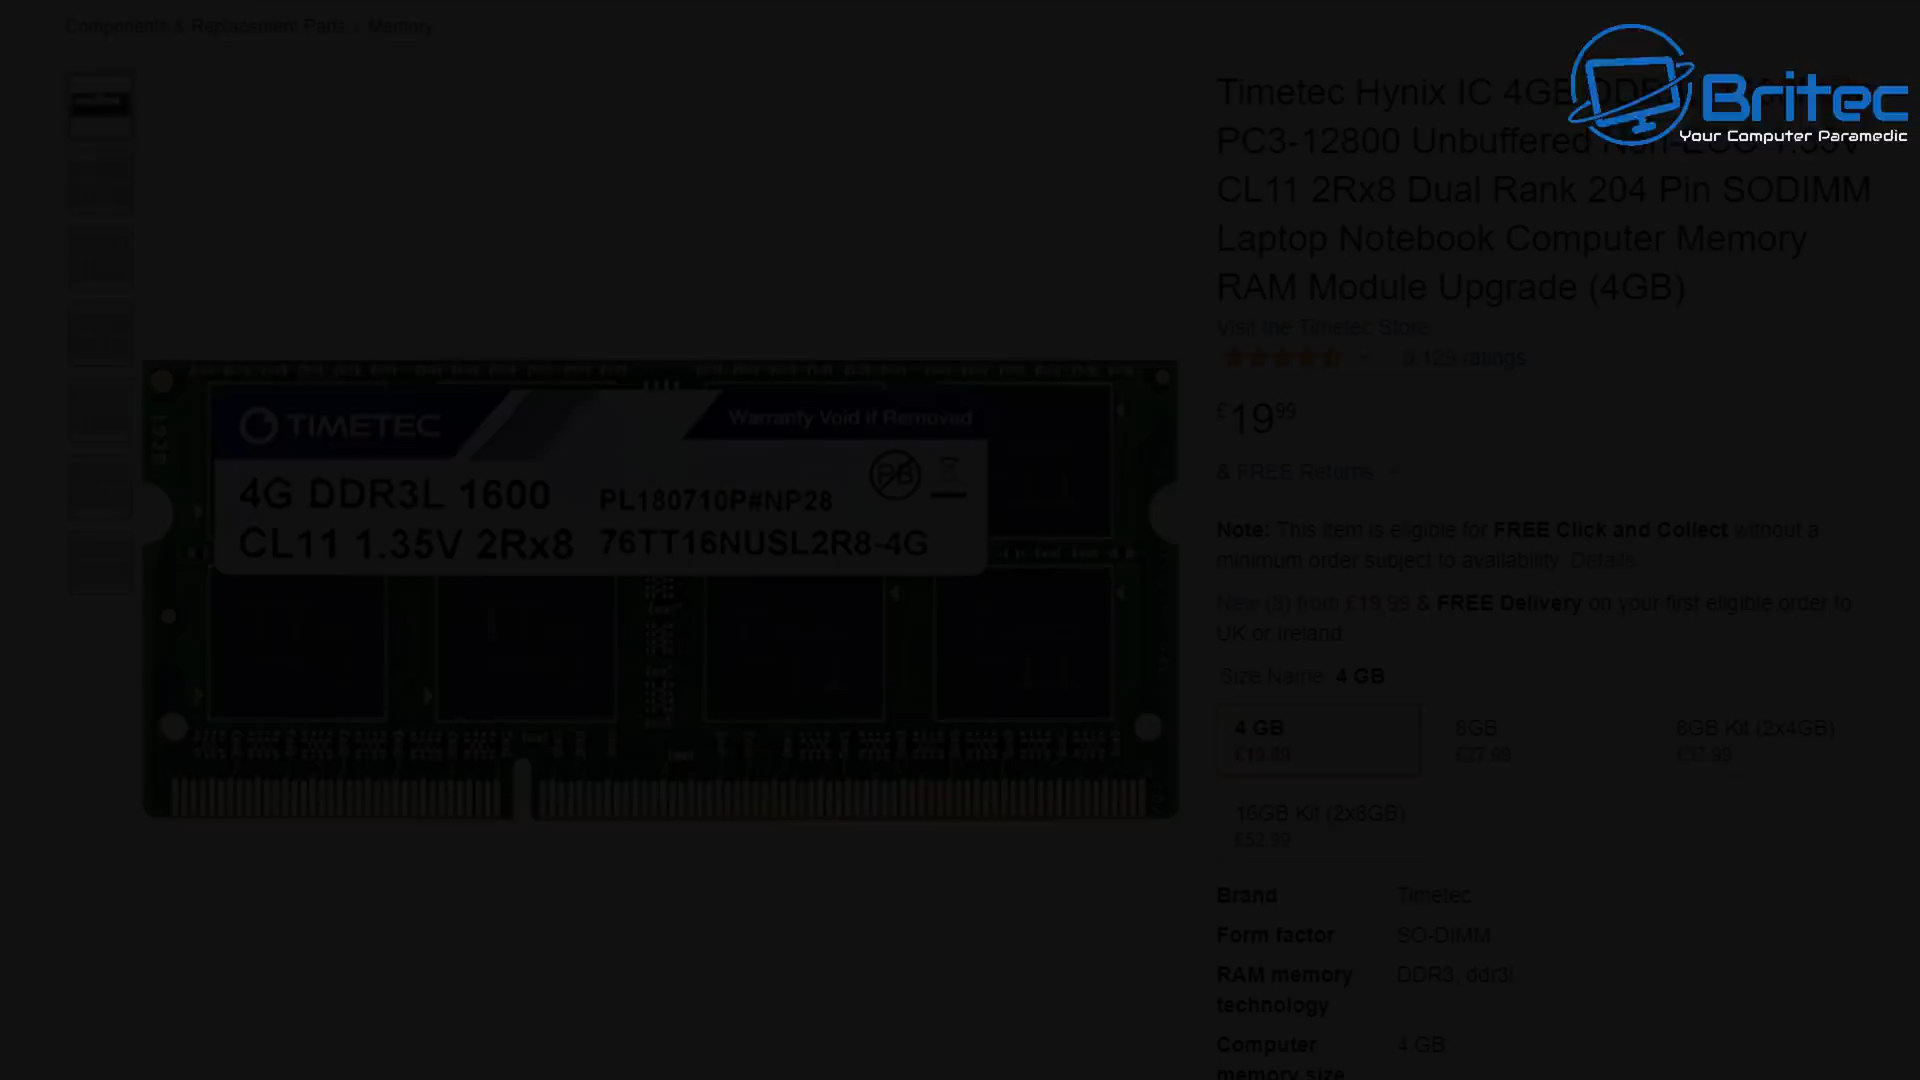 Components & Replacement Parts › Memory
Britec
Your Computer Paramedic
Timetec Hynix IC 4GB
PC3-12800 Unbuffered Non-ECC 1.35V
CL11 2Rx8 Dual Rank 204 Pin SODIMM
Laptop Notebook Computer Memory
RAM Module Upgrade (4GB)
Visit the Timetec Store
9,129 ratings
£19.99
& FREE Returns
Note: This item is eligible for FREE Click and Collect without a
minimum order subject to availability. Details
New (3) from £19.99 & FREE Delivery on your first eligible order to
UK or Ireland
Size Name: 4 GB
4 GB
£19.99
8GB
£27.99
8GB Kit (2x4GB)
£37.99
16GB Kit (2x8GB)
£52.99
Brand Timetec
Form factor SO-DIMM
RAM memory DDR3, ddr3l
technology
Computer 4 GB
memory size
TIMETEC
Warranty Void if Removed
4G DDR3L 1600
PL180710P#NP28
CL11 1.35V 2Rx8
76TT16NUSL2R8-4G